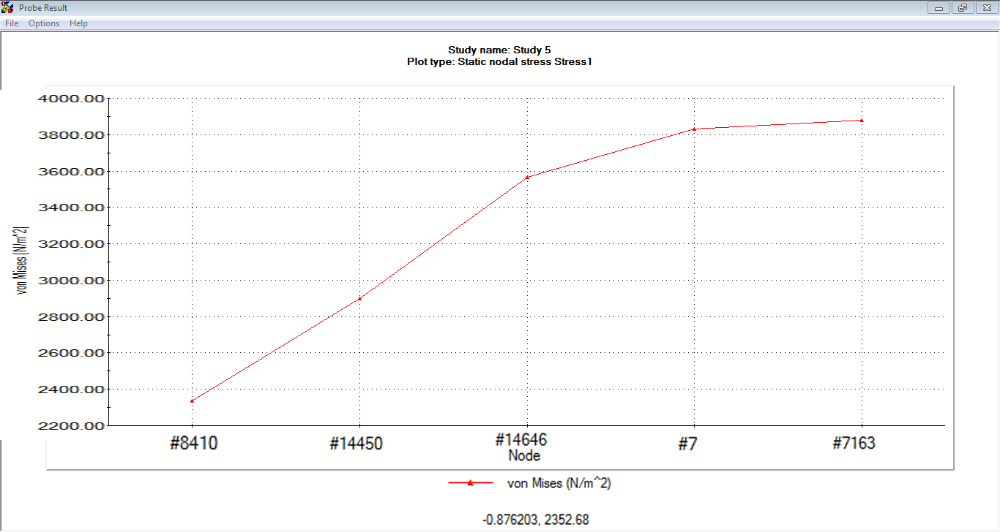 Probe Result
File Options Help
Study name: Study 5
Plot type: Static nodal stress Stress1
4000.00
3800.00
3600.00
3400.00
3200.00
3000.00
2800.00
2600.00
2400.00
2200.00
von Mises (N/m^2|
#8410 #14450 #14646 #7 #7163
Node
von Mises (N/m^2)
-0.876203, 2352.68